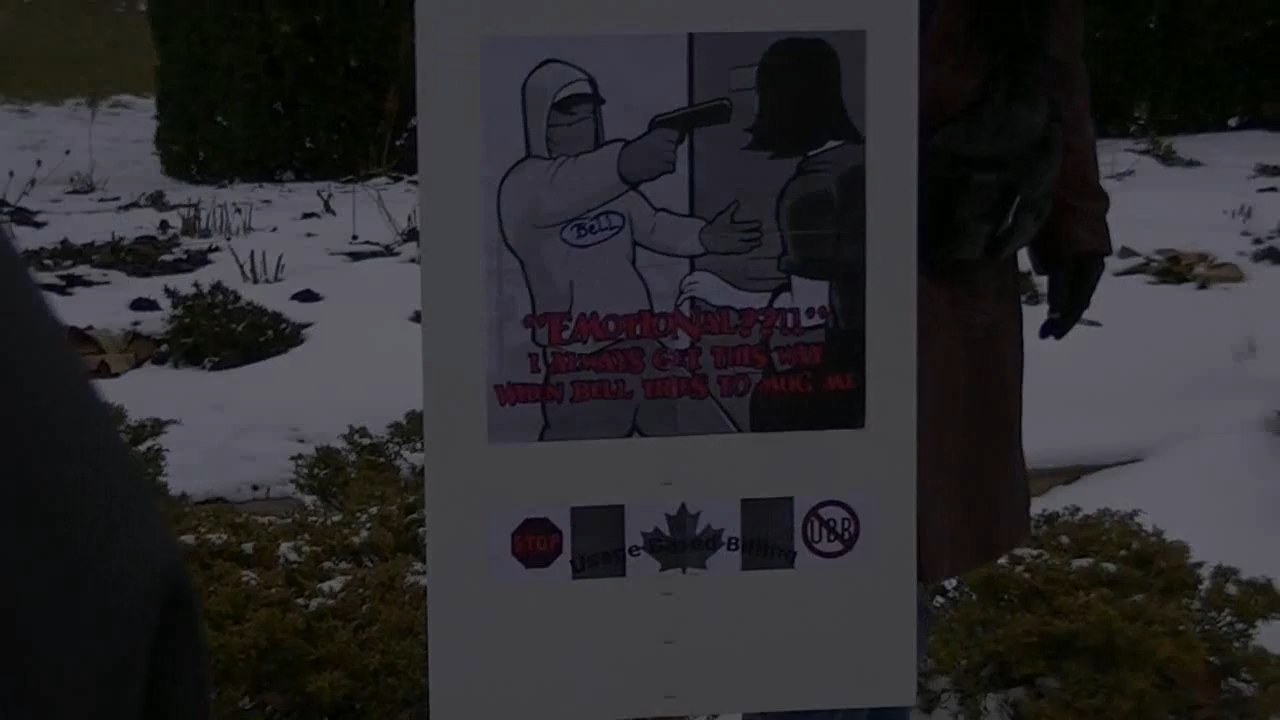 BELL
"EMOTIONAL??!!"
I ALWAYS GET THIS WAY
WHEN BELL TRIES TO MUG ME
STOP
Usage Based Billing
UBB